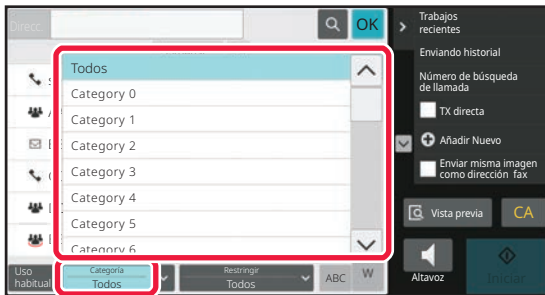 Direcc
OK
Todos
Category 0
Category 1
Category 2
Category 3
Category 4
Category 5
Category 6
Uso
habitual
Categoría
Todos
Restringir
Todos
ABC
W
Trabajos
recientes
Enviando historial
Número de búsqueda
de llamada
TX directa
Añadir Nuevo
Enviar misma imagen
como dirección fax
Vista previa
CA
Altavoz
Iniciar